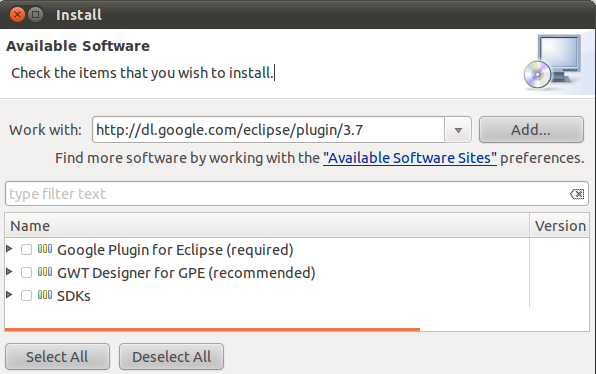 Install
Available Software
Check the items that you wish to install.
Work with: http://dl.google.com/eclipse/plugin/3.7 Add...
Find more software by working with the "Available Software Sites" preferences.
type filter text
Name Version
Google Plugin for Eclipse (required)
GWT Designer for GPE (recommended)
SDKs
Select All Deselect All